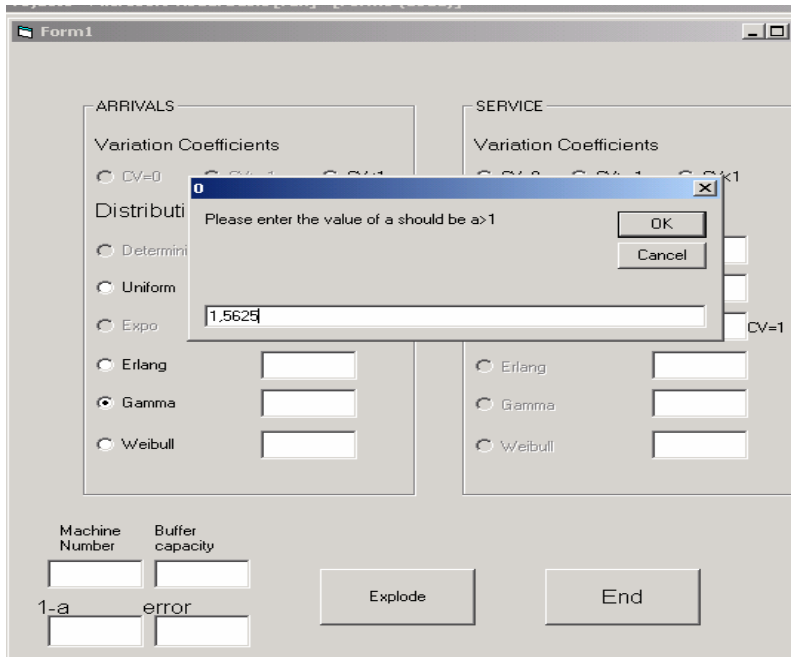 Form1
ARRIVALS
Variation Coefficients
CV=0
Distributi
Determini
Uniform
Expo
Erlang
Gamma
Weibull
SERVICE
Variation Coefficients
CV=1
Erlang
Gamma
Weibull
0
Please enter the value of a should be a>1
OK
Cancel
1,5625
Machine
Number
Buffer
capacity
1-a
error
Explode
End